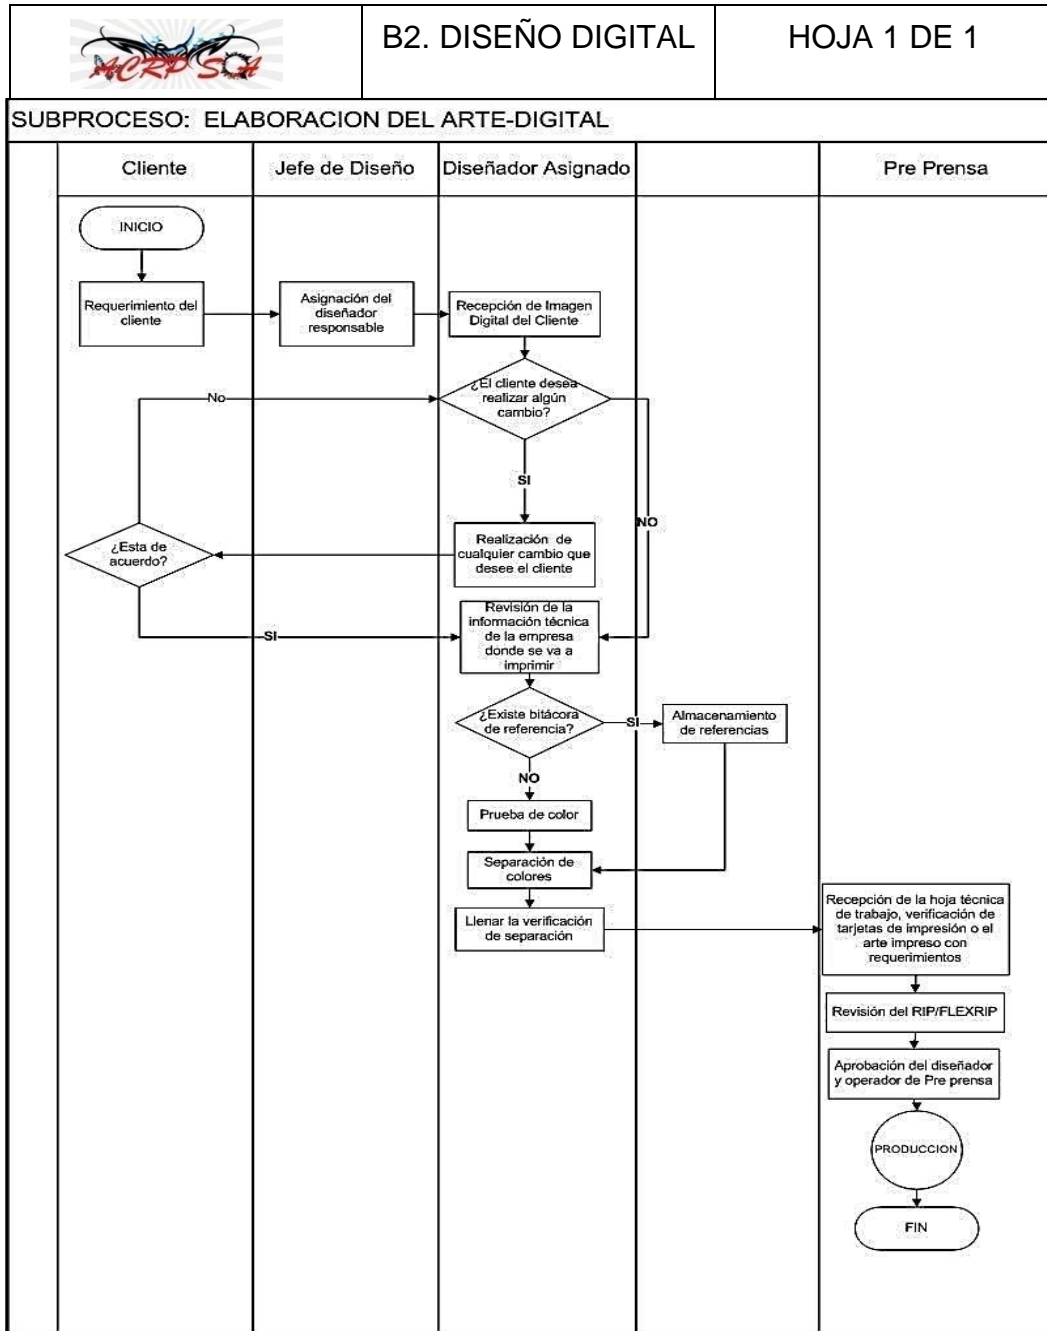 ACRP SOA
B2. DISEÑO DIGITAL
HOJA 1 DE 1
SUBPROCESO: ELABORACION DEL ARTE-DIGITAL
Cliente
Jefe de Diseño
Diseñador Asignado
Pre Prensa
INICIO
Requerimiento del
cliente
Asignación del
diseñador
responsable
Recepción de Imagen
Digital del Cliente
¿El cliente desea
realizar algún
cambio?
No
SI
NO
¿Esta de
acuerdo?
Realización de
cualquier cambio que
desee el cliente
SI
Revisión de la
información técnica
de la empresa
donde se va a
imprimir
¿Existe bitácora
de referencia?
SI
Almacenamiento
de referencias
NO
Prueba de color
Separación de
colores
Llenar la verificación
de separación
Recepción de la hoja técnica
de trabajo, verificación de
tarjetas de impresión o el
arte impreso con
requerimientos
Revisión del RIP/FLEXRIP
Aprobación del diseñador
y operador de Pre prensa
PRODUCCION
FIN